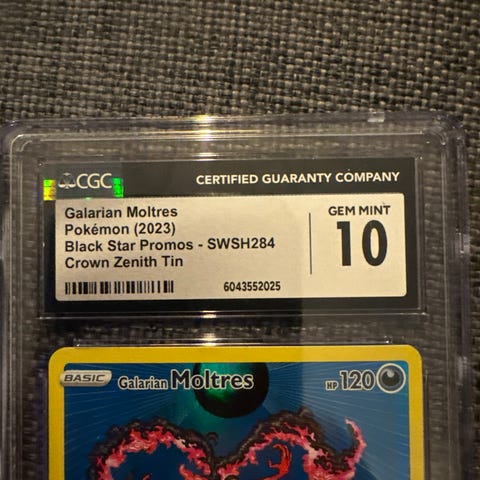 CGC CERTIFIED GUARANTY COMPANY
Galarian Moltres
Pokémon (2023)
Black Star Promos - SWSH284
Crown Zenith Tin
GEM MINT
10
6043552025
BASIC Galarian Moltres HP 120